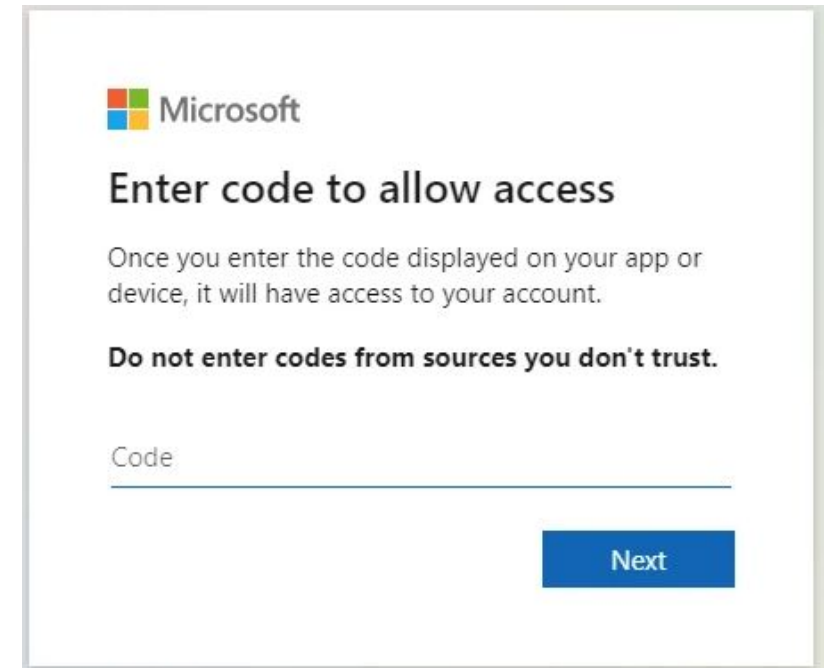 Microsoft
Enter code to allow access
Once you enter the code displayed on your app or
device, it will have access to your account.
Do not enter codes from sources you don't trust.
Code
Next